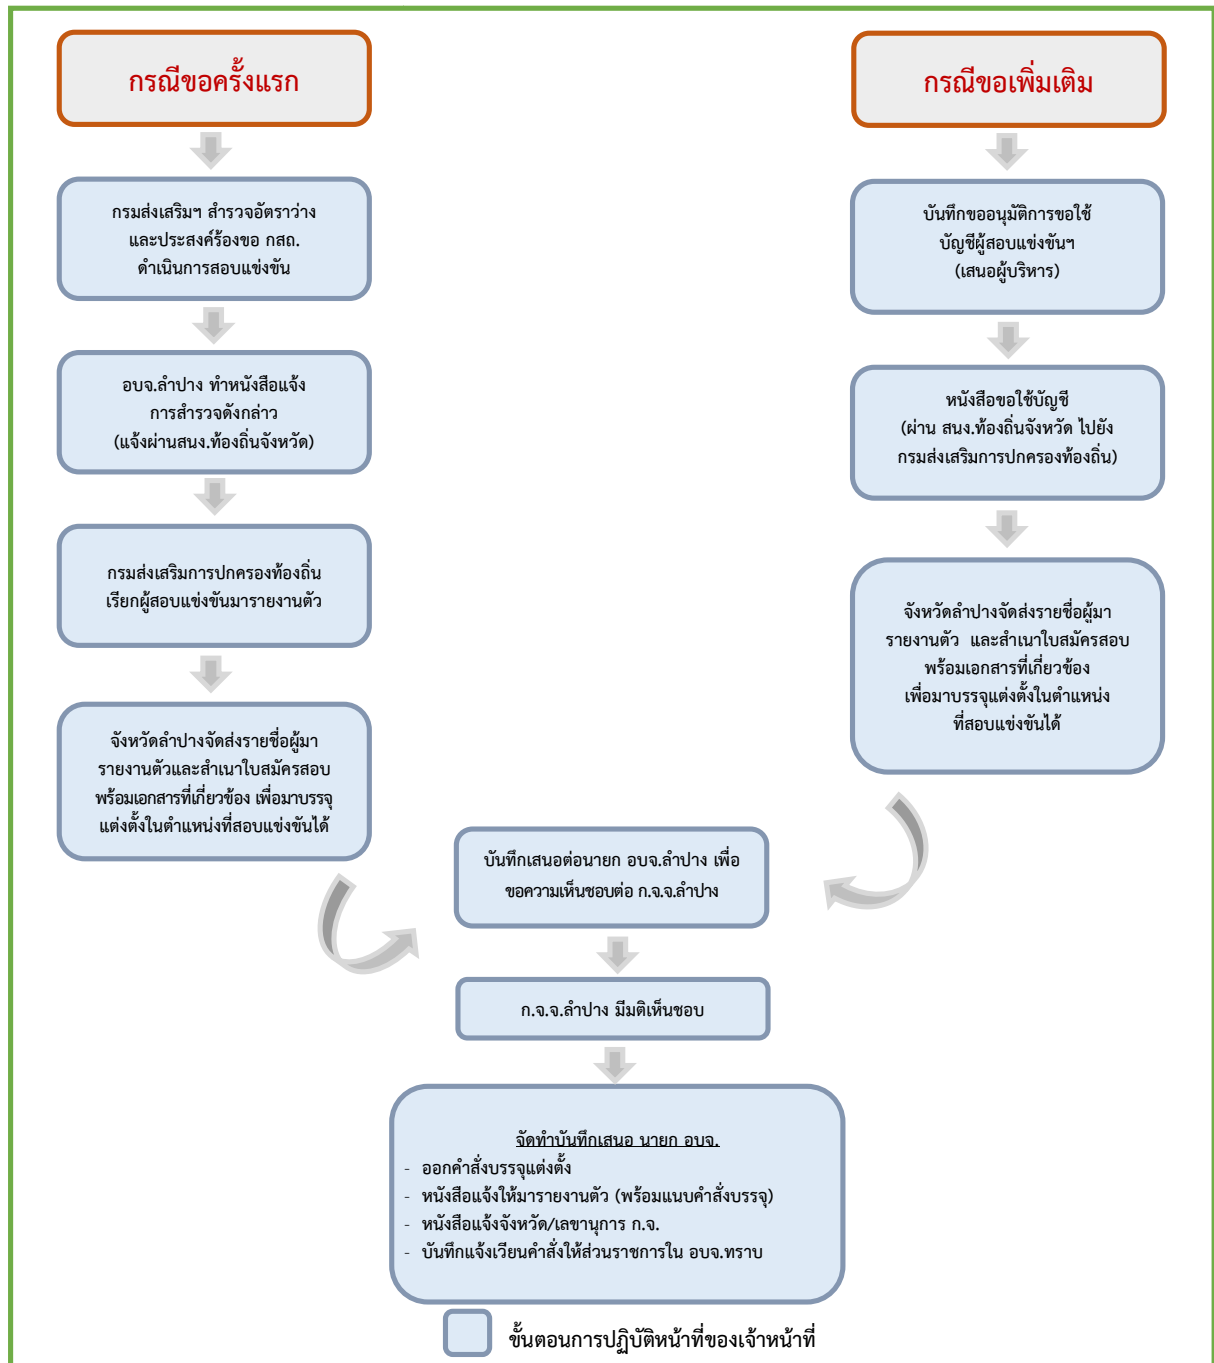 กรณีขอครั้งแรก
กรมส่งเสริมฯ สำรวจอัตราว่าง
และประสงค์ร้องขอ กสถ.
ดำเนินการสอบแข่งขัน
อบจ.ลำปาง ทำหนังสือแจ้ง
การสำรวจดังกล่าว
(แจ้งผ่านสนง.ท้องถิ่นจังหวัด)
กรมส่งเสริมการปกครองท้องถิ่น
เรียกผู้สอบแข่งขันมารายงานตัว
จังหวัดลำปางจัดส่งรายชื่อผู้มา
รายงานตัวและสำเนาใบสมัครสอบ
พร้อมเอกสารที่เกี่ยวข้อง เพื่อมาบรรจุ
แต่งตั้งในตำแหน่งที่สอบแข่งขันได้
กรณีขอเพิ่มเติม
บันทึกขออนุมัติการขอใช้
บัญชีผู้สอบแข่งขันฯ
(เสนอผู้บริหาร)
หนังสือขอใช้บัญชี
(ผ่าน สนง.ท้องถิ่นจังหวัด ไปยัง
กรมส่งเสริมการปกครองท้องถิ่น)
จังหวัดลำปางจัดส่งรายชื่อผู้มา
รายงานตัว และสำเนาใบสมัครสอบ
พร้อมเอกสารที่เกี่ยวข้อง
เพื่อมาบรรจุแต่งตั้งในตำแหน่ง
ที่สอบแข่งขันได้
บันทึกเสนอต่อนายก อบจ.ลำปาง เพื่อ
ขอความเห็นชอบต่อ ก.จ.จ.ลำปาง
ก.จ.จ.ลำปาง มีมติเห็นชอบ
จัดทำบันทึกเสนอ นายก อบจ.
- ออกคำสั่งบรรจุแต่งตั้ง
- หนังสือแจ้งให้มารายงานตัว (พร้อมแนบคำสั่งบรรจุ)
- หนังสือแจ้งจังหวัด/เลขานุการ ก.จ.
- บันทึกแจ้งเวียนคำสั่งให้ส่วนราชการใน อบจ.ทราบ
ขั้นตอนการปฏิบัติหน้าที่ของเจ้าหน้าที่